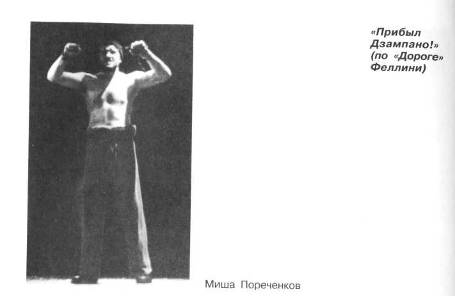 «Прибыл
Дзампано!»
(по «Дороге»
Феллини)
Миша Пореченков